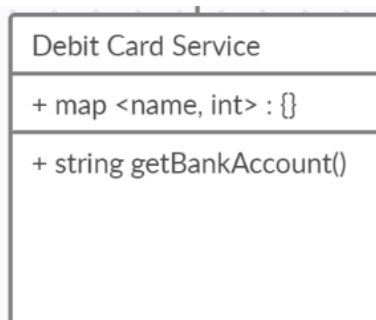 Debit Card Service
+ map <name, int> : {}
+ string getBankAccount()